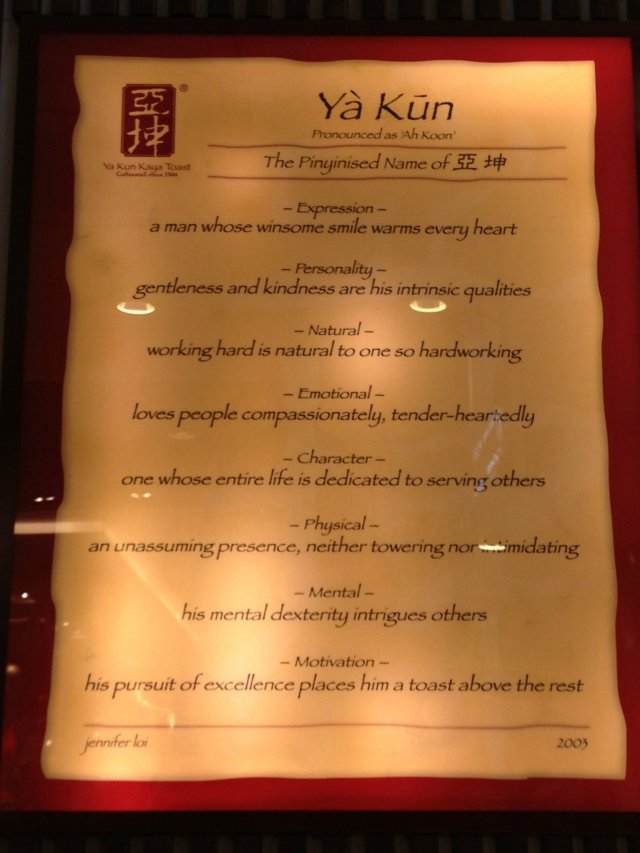 亞坤®
Ya Kun Kaya Toast
Coffeestall since 1944
Yà Kūn
Pronounced as 'Ah Koon'
The Pinyinised Name of 亞坤
– Expression –
a man whose winsome smile warms every heart
– Personality –
gentleness and kindness are his intrinsic qualities
– Natural –
working hard is natural to one so hardworking
– Emotional –
loves people compassionately, tender-heartedly
– Character –
one whose entire life is dedicated to serving others
– Physical –
an unassuming presence, neither towering nor intimidating
– Mental –
his mental dexterity intrigues others
– Motivation –
his pursuit of excellence places him a toast above the rest
jennifer loi 2003